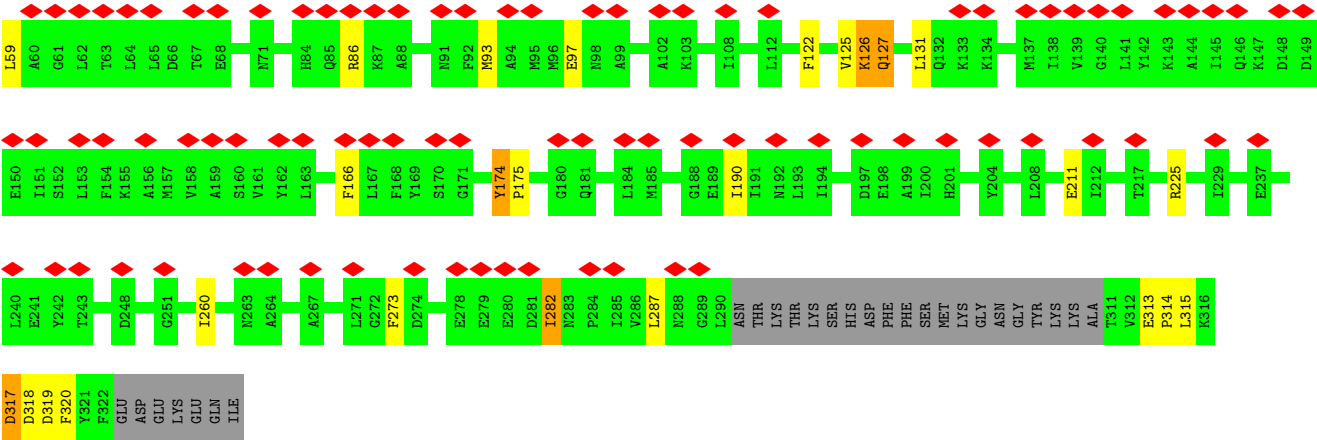 L59 A60 G61 L62 T63 L64 L65 D66 T67 E68 N71 H84 Q85 R86 K87 A88 N91 F92 M93 A94 M95 M96 E97 N98 A99 A102 K103 I108 L112 F122 V125 K126 Q127 L131 Q132 K133 K134 M137 I138 V139 G140 L141 Y142 K143 A144 I145 Q146 K147 D148 D149
E150 I151 S152 L153 F154 K155 A156 M157 V158 A159 S160 V161 Y162 L163 F166 L167 F168 Y169 S170 G171 Y174 P175 G180 Q181 L184 M185 G188 E189 I190 I191 N192 L193 I194 D197 E198 A199 I200 H201 Y204 L208 E211 I212 T217 R225 I229 E237
L240 E241 Y242 T243 D248 G251 I260 N263 A264 A267 L271 G272 F273 D274 E278 E279 E280 D281 I282 N283 P284 I285 V286 L287 N288 G289 L290 ASN THR LYS THR LYS SER HIS ASP PHE PHE SER MET LYS GLY ASN GLY TYR LYS LYS ALA T311 V312 E313 P314 L315 K316
D317 D318 D319 F320 Y321 F322 GLU ASP GLU LYS GLU GLN ILE